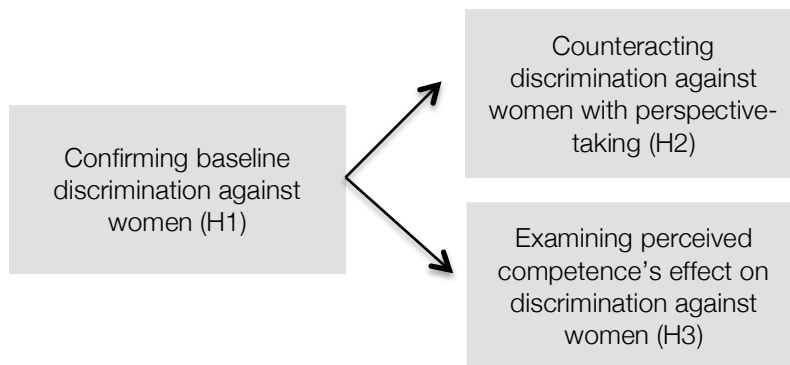 Confirming baseline
discrimination against
women (H1)
Counteracting
discrimination against
women with perspective-
taking (H2)
Examining perceived
competence’s effect on
discrimination against
women (H3)